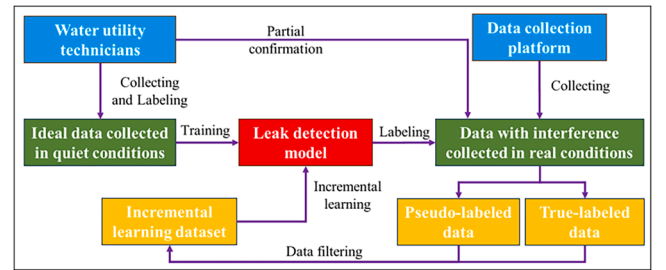 Water utility
technicians
Partial
confirmation
Data collection
platform
Collecting
and Labeling
Collecting
Ideal data collected
in quiet conditions
Training
Leak detection
model
Labeling
Data with interference
collected in real conditions
Incremental
learning
Incremental
learning dataset
Pseudo-labeled
data
True-labeled
data
Data filtering